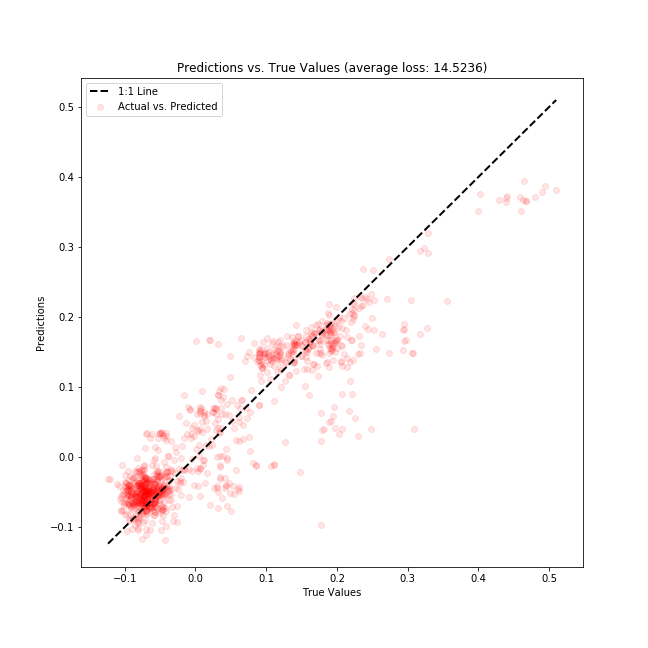 Predictions vs. True Values (average loss: 14.5236)
1:1 Line
Actual vs. Predicted
0.5
0.4
0.3
0.2
0.1
0.0
−0.1
Predictions
−0.1 0.0 0.1 0.2 0.3 0.4 0.5
True Values